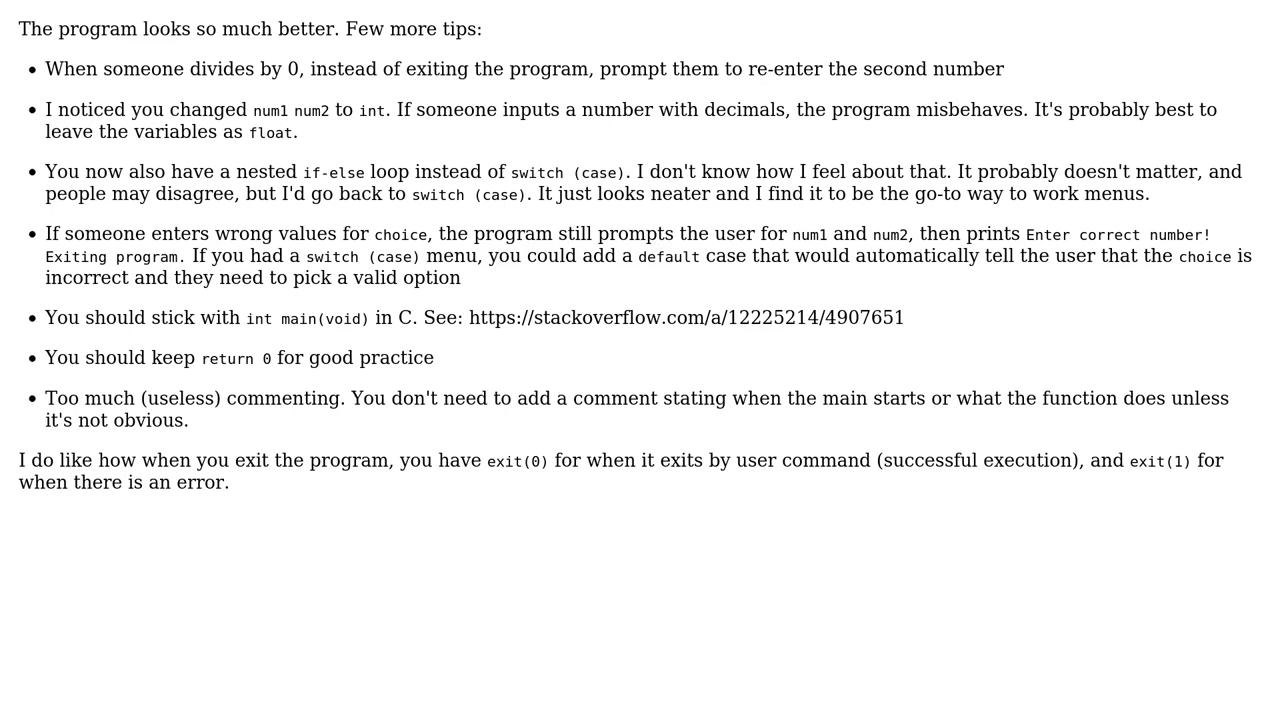 The program looks so much better. Few more tips:
• When someone divides by 0, instead of exiting the program, prompt them to re-enter the second number
• I noticed you changed num1 num2 to int. If someone inputs a number with decimals, the program misbehaves. It's probably best to
leave the variables as float.
• You now also have a nested if-else loop instead of switch (case). I don't know how I feel about that. It probably doesn't matter, and
people may disagree, but I'd go back to switch (case). It just looks neater and I find it to be the go-to way to work menus.
• If someone enters wrong values for choice, the program still prompts the user for num1 and num2, then prints Enter correct number!
Exiting program. If you had a switch (case) menu, you could add a default case that would automatically tell the user that the choice is
incorrect and they need to pick a valid option
• You should stick with int main(void) in C. See: https://stackoverflow.com/a/12225214/4907651
• You should keep return 0 for good practice
• Too much (useless) commenting. You don't need to add a comment stating when the main starts or what the function does unless
it's not obvious.
I do like how when you exit the program, you have exit(0) for when it exits by user command (successful execution), and exit(1) for
when there is an error.